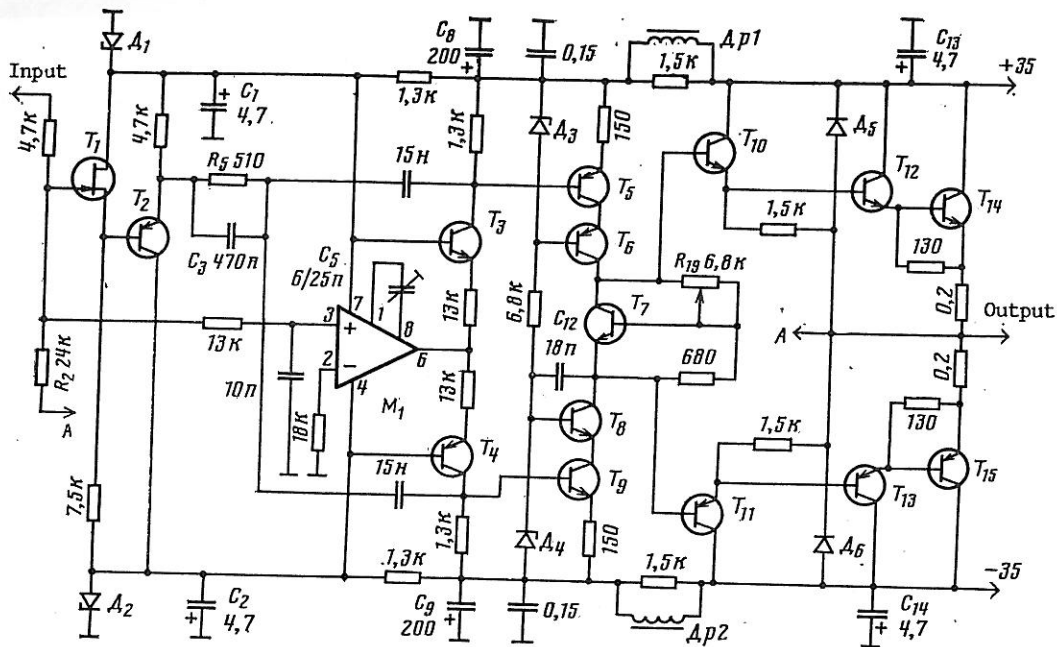 Д1
C8
200
+
0,15
Др1
1,5к
C13
4,7
+
+35
Input
4,7к
T1
4,7к
+
C1
4,7
1,3к
1,3к
Д3
150
T10
Д5
T12
T14
R5 510
15н
T5
T2
C3 470п
T3
T6
1,5к
130
C5
6/25п
7
1
8
13к
6,8к
R19 6,8к
T7
0,2
Output
A
3
+
2
−
4
6
M1
13к
10п
18к
R2 24к
A
C12
18п
680
13к
0,2
T8
130
1,5к
T4
15н
T9
T11
T13
T15
7,5к
1,3к
Д4
150
Д6
1,3к
1,5к
−35
Д2
+
C2
4,7
C9
200
+
0,15
Др2
C14
4,7
+